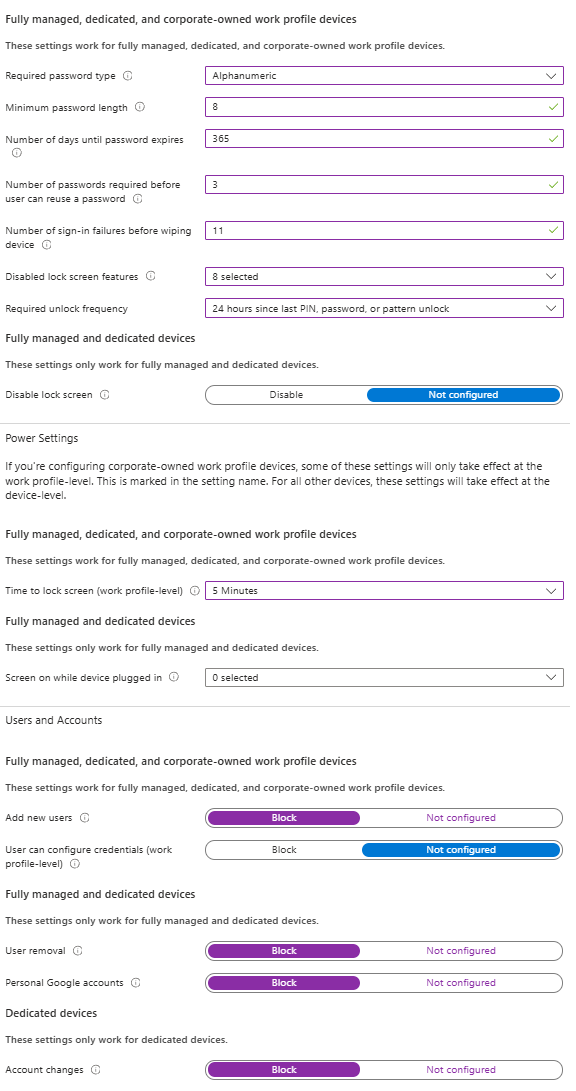 Fully managed, dedicated, and corporate-owned work profile devices
These settings work for fully managed, dedicated, and corporate-owned work profile devices.
Required password type
Alphanumeric
Minimum password length
8
Number of days until password expires
365
Number of passwords required before
user can reuse a password
3
Number of sign-in failures before wiping
device
11
Disabled lock screen features
8 selected
Required unlock frequency
24 hours since last PIN, password, or pattern unlock
Fully managed and dedicated devices
These settings only work for fully managed and dedicated devices.
Disable lock screen
Disable
Not configured
Power Settings
If you're configuring corporate-owned work profile devices, some of these settings will only take effect at the
work profile-level. This is marked in the setting name. For all other devices, these settings will take effect at the
device-level.
Fully managed, dedicated, and corporate-owned work profile devices
These settings work for fully managed, dedicated, and corporate-owned work profile devices.
Time to lock screen (work profile-level)
5 Minutes
Fully managed and dedicated devices
These settings only work for fully managed and dedicated devices.
Screen on while device plugged in
0 selected
Users and Accounts
Fully managed, dedicated, and corporate-owned work profile devices
These settings work for fully managed, dedicated, and corporate-owned work profile devices.
Add new users
Block
Not configured
User can configure credentials (work
profile-level)
Block
Not configured
Fully managed and dedicated devices
These settings only work for fully managed and dedicated devices.
User removal
Block
Not configured
Personal Google accounts
Block
Not configured
Dedicated devices
These settings only work for dedicated devices.
Account changes
Block
Not configured